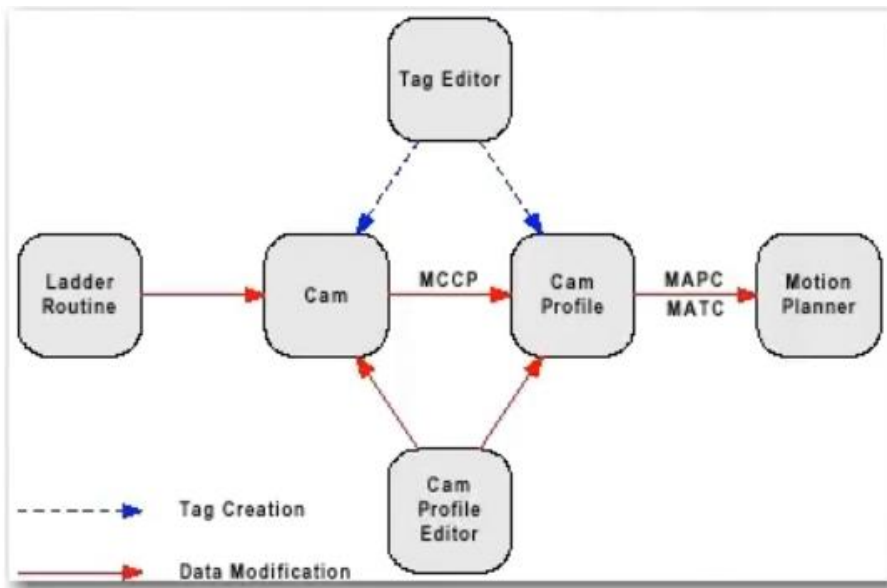 Tag Editor
Ladder
Routine
Cam
MCCP
Cam
Profile
MAPC
MATC
Motion
Planner
Cam
Profile
Editor
Tag Creation
Data Modification